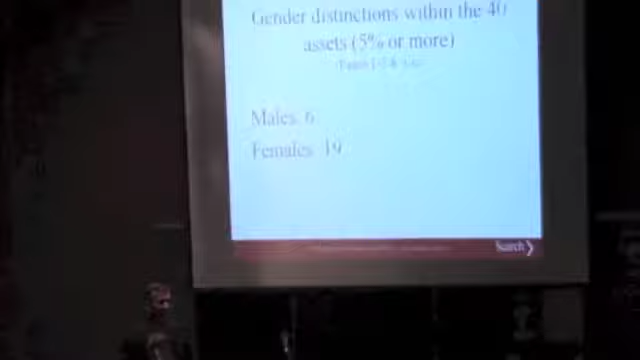 Gender distinctions within the 40
assets (5% or more)
Males: 6
Females: 19
Search